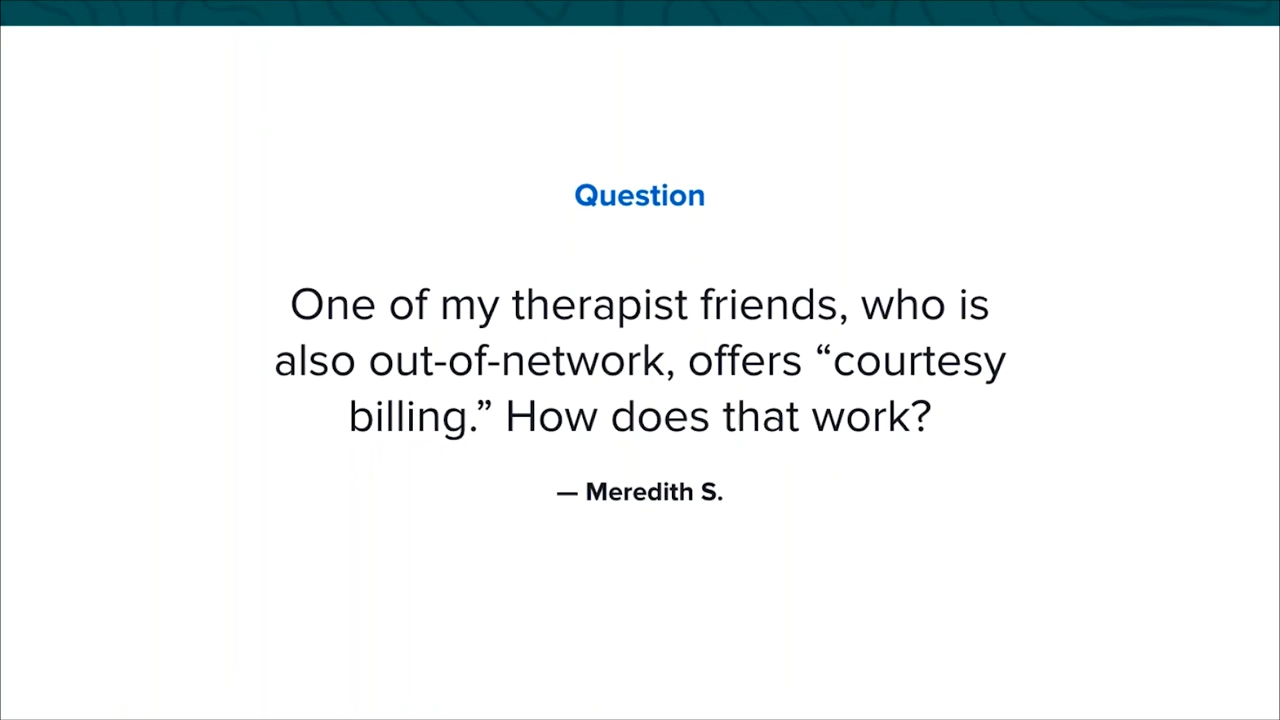 Question
One of my therapist friends, who is
also out-of-network, offers “courtesy
billing.” How does that work?
— Meredith S.